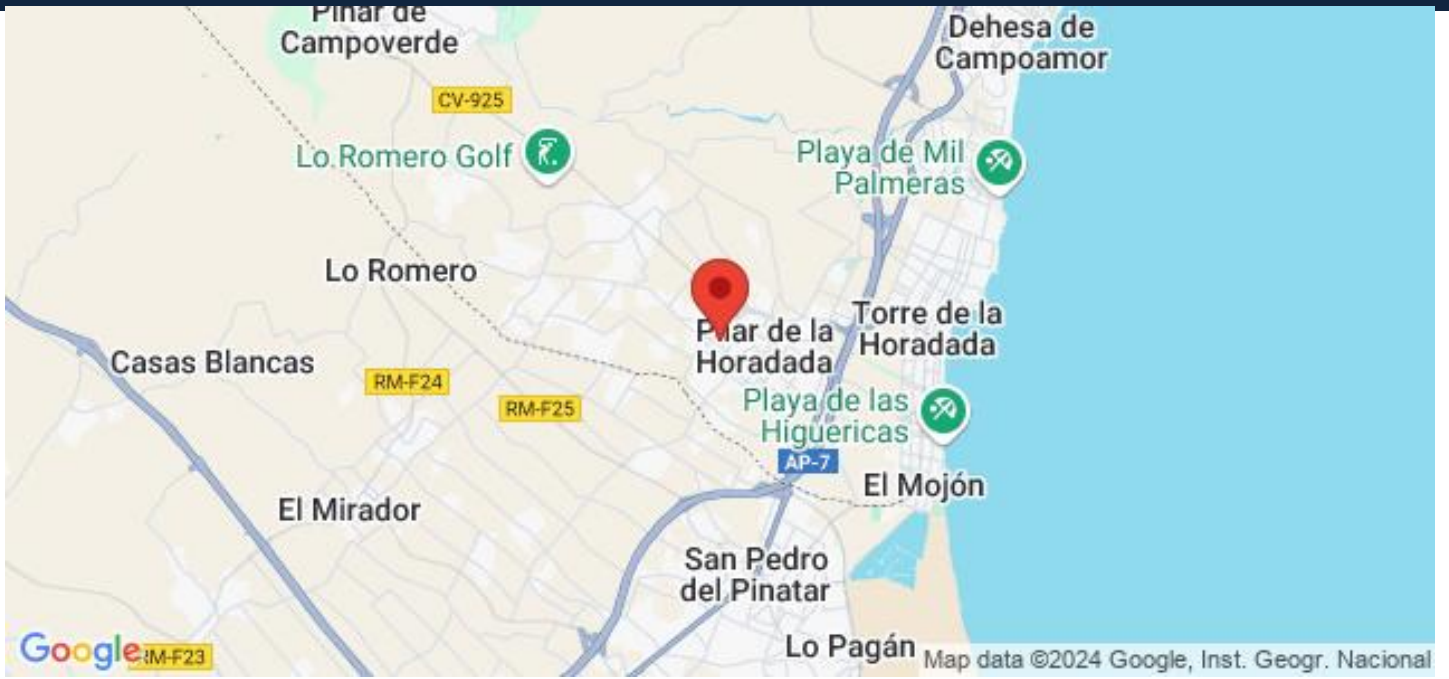 Pinar de
Campoverde
Dehesa de
Campoamor
CV-925
Lo Romero Golf
Playa de Mil
Palmeras
Lo Romero
Pilar de la
Horadada
Torre de la
Horadada
Casas Blancas
RM-F24
RM-F25
Playa de las
Higuericas
AP-7
El Mojón
El Mirador
San Pedro
del Pinatar
Lo Pagán
Google
RM-F23
Map data ©2024 Google, Inst. Geogr. Nacional